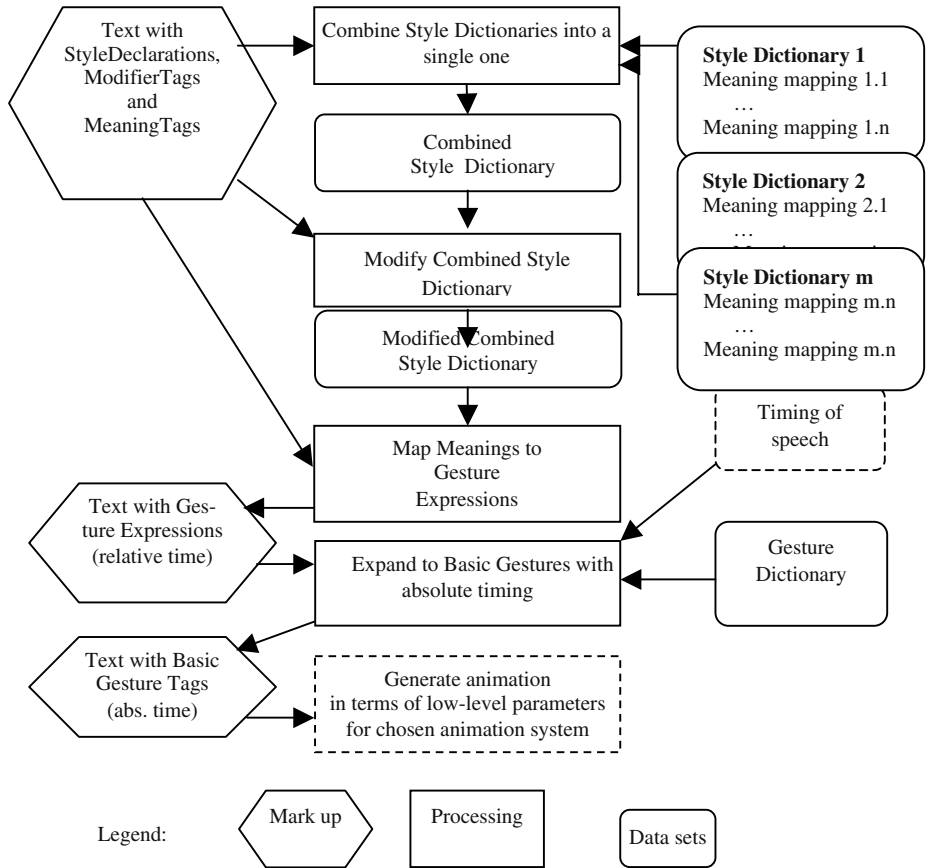 Text with
StyleDeclarations,
ModifierTags
and
MeaningTags
Combine Style Dictionaries into a
single one
Style Dictionary 1
Meaning mapping 1.1
…
Meaning mapping 1.n
Combined
Style Dictionary
Style Dictionary 2
Meaning mapping 2.1
…
Modify Combined Style
Dictionary
Style Dictionary m
Meaning mapping m.n
…
Meaning mapping m.n
Modified Combined
Style Dictionary
Timing of
speech
Map Meanings to
Gesture
Expressions
Text with Ges-
ture Expressions
(relative time)
Expand to Basic Gestures with
absolute timing
Gesture
Dictionary
Text with Basic
Gesture Tags
(abs. time)
Generate animation
in terms of low-level parameters
for chosen animation system
Legend:
Mark up
Processing
Data sets